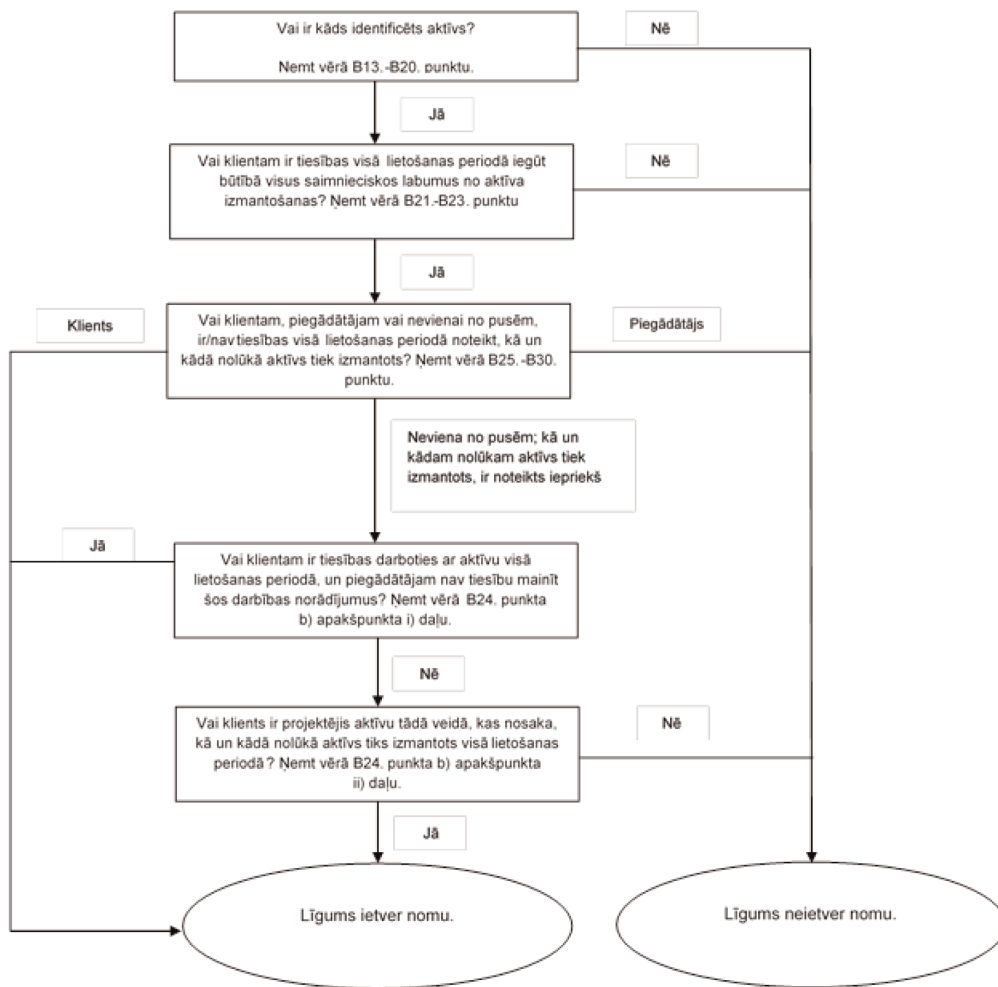 Vai ir kāds identificēts aktīvs?
Nē
Ņemt vērā B13.-B20. punktu.
Jā
Vai klientam ir tiesības visā lietošanas periodā iegūt
būtībā visus saimnieciskos labumus no aktīva
izmantošanas? Ņemt vērā B21.-B23. punktu
Nē
Jā
Klients
Vai klientam, piegādātājam vai nevienai no pusēm,
ir/nav tiesības visā lietošanas periodā noteikt, kā un
kādā nolūkā aktīvs tiek izmantots? Ņemt vērā B25.-B30.
punktu.
Piegādātājs
Neviena no pusēm; kā un
kādam nolūkam aktīvs tiek
izmantots, ir noteikts iepriekš
Jā
Vai klientam ir tiesības darboties ar aktīvu visā
lietošanas periodā, un piegādātājam nav tiesību mainīt
šos darbības norādījumus? Ņemt vērā B24. punkta
b) apakšpunkta i) daļu.
Nē
Vai klients ir projektējis aktīvu tādā veidā, kas nosaka,
kā un kādā nolūkā aktīvs tiks izmantots visā lietošanas
periodā? Ņemt vērā B24. punkta b) apakšpunkta
ii) daļu.
Nē
Jā
Līgums ietver nomu.
Līgums neietver nomu.